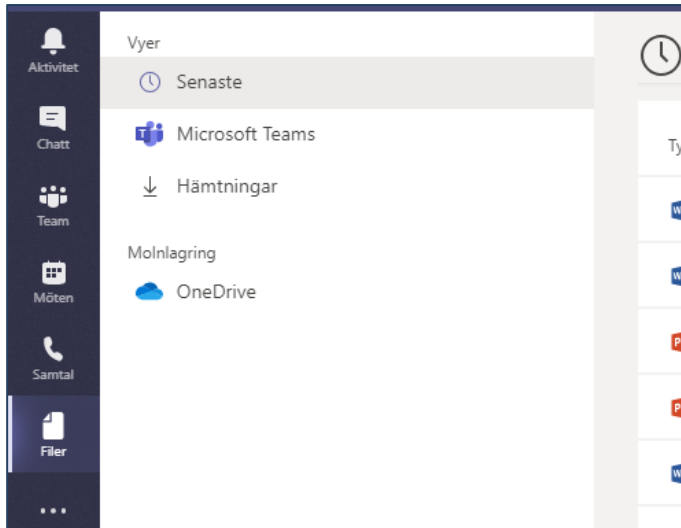 Aktivitet
Chatt
Team
Möten
Samtal
Filer
Vyer
Senaste
Microsoft Teams
Hämtningar
Molnlagring
OneDrive